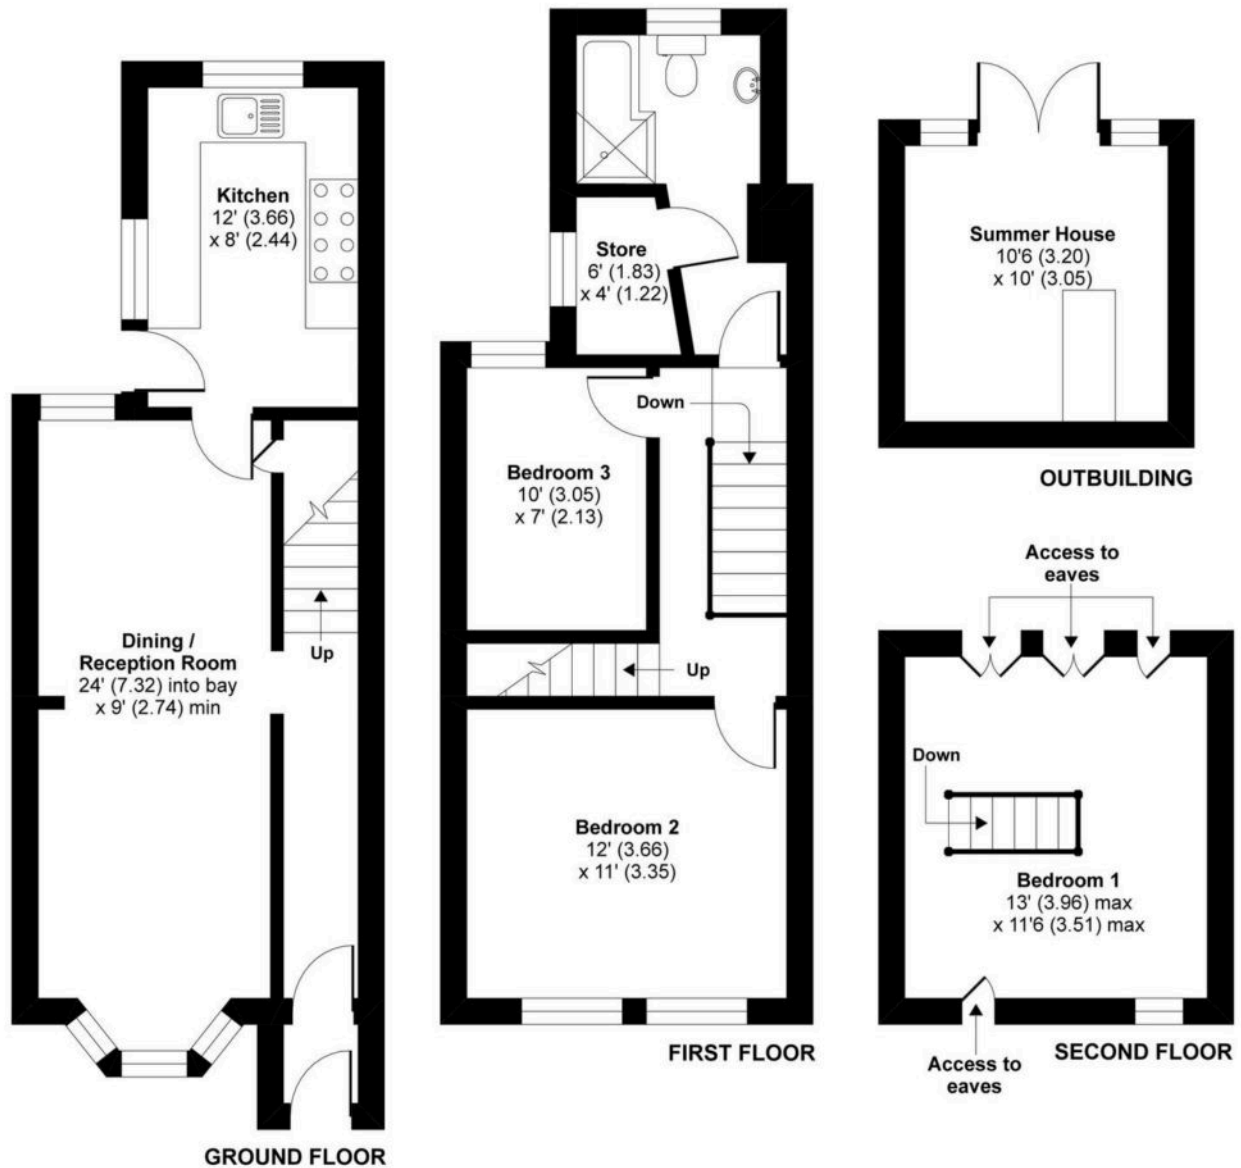 Kitchen
12' (3.66)
x 8' (2.44)
Dining /
Reception Room
24' (7.32) into bay
x 9' (2.74) min
Up
GROUND FLOOR
Store
6' (1.83)
x 4' (1.22)
Down
Bedroom 3
10' (3.05)
x 7' (2.13)
Up
Bedroom 2
12' (3.66)
x 11' (3.35)
FIRST FLOOR
Summer House
10'6 (3.20)
x 10' (3.05)
OUTBUILDING
Access to
eaves
Down
Bedroom 1
13' (3.96) max
x 11'6 (3.51) max
Access to
eaves
SECOND FLOOR